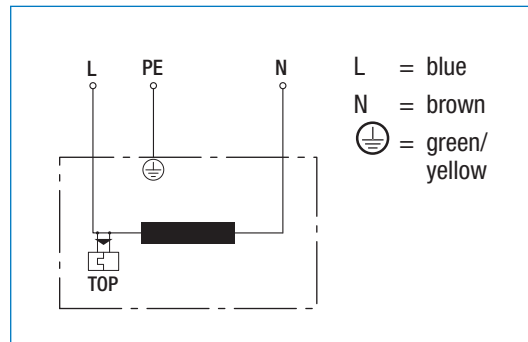 L PE N
TOP
L = blue
N = brown
⏚ = green/
yellow